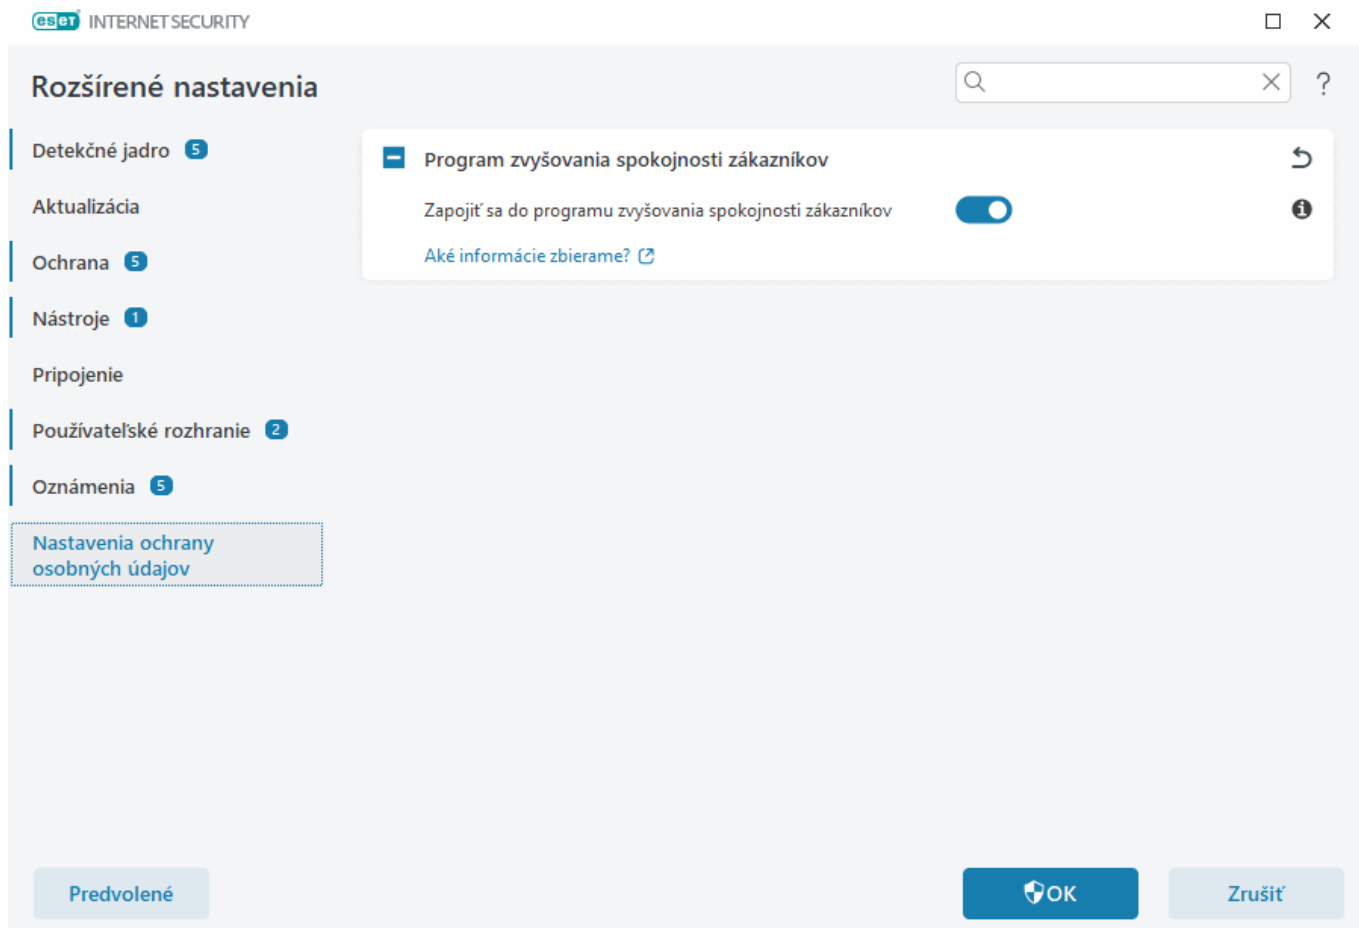 eset INTERNET SECURITY
Rozšírené nastavenia
?
Detekčné jadro 5
Aktualizácia
Ochrana 5
Nástroje 1
Pripojenie
Používateľské rozhranie 2
Oznámenia 5
Nastavenia ochrany
osobných údajov
Program zvyšovania spokojnosti zákazníkov
Zapojiť sa do programu zvyšovania spokojnosti zákazníkov
Aké informácie zbierame?
Predvolené
OK
Zrušiť